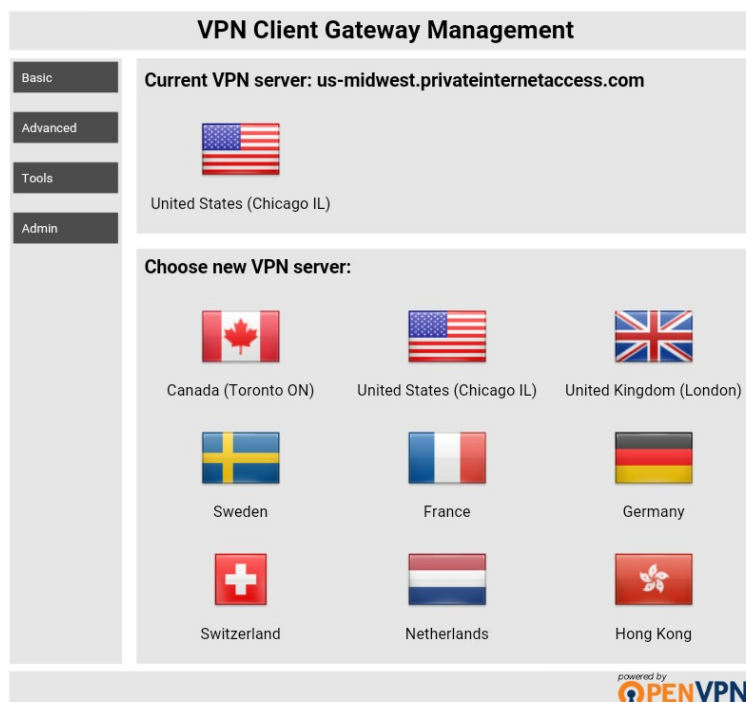 VPN Client Gateway Management
Basic
Advanced
Tools
Admin
Current VPN server: us-midwest.privateinternetaccess.com
United States (Chicago IL)
Choose new VPN server:
Canada (Toronto ON) United States (Chicago IL) United Kingdom (London)
Sweden France Germany
Switzerland Netherlands Hong Kong
powered by
OPENVPN